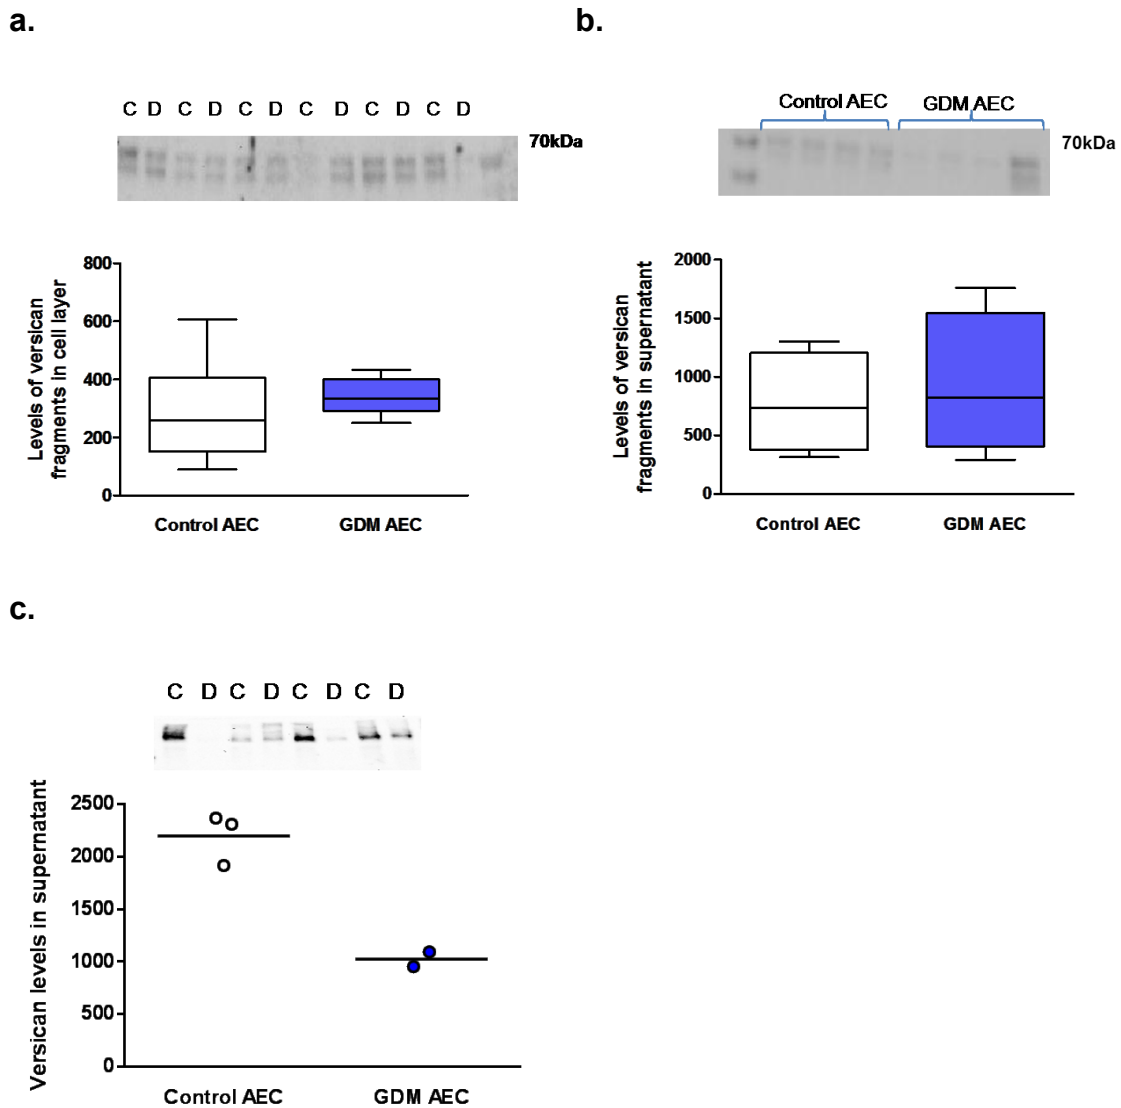 a.
C D C D C D C D C D C D
70kDa
800
600
400
200
0
Levels of versican
fragments in cell layer
Control AEC
GDM AEC
b.
Control AEC
GDM AEC
70kDa
2000
1500
1000
500
0
Levels of versican
fragments in supernatant
Control AEC
GDM AEC
c.
C D C D C D C D
2500
2000
1500
1000
500
0
Versican levels in supernatant
Control AEC
GDM AEC